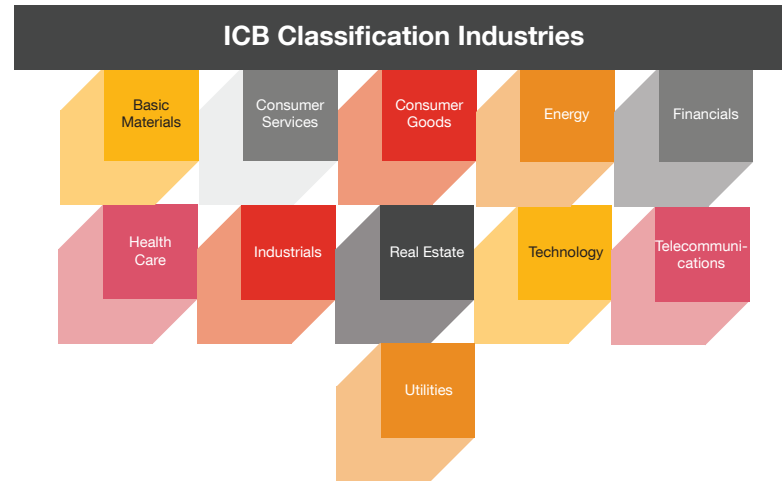 ICB Classification Industries
Basic
Materials
Consumer
Services
Consumer
Goods
Energy
Financials
Health
Care
Industrials
Real Estate
Technology
Telecommuni-
cations
Utilities